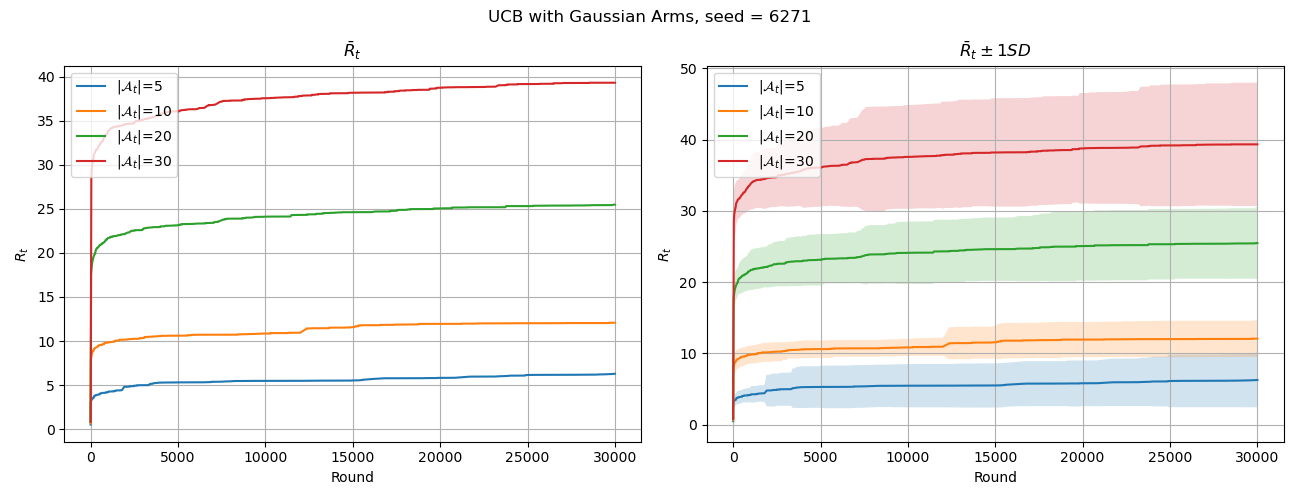 UCB with Gaussian Arms, seed = 6271
R̄ₜ
40
35
30
25
20
15
10
5
0
Rₜ
|𝒜ₜ|=5
|𝒜ₜ|=10
|𝒜ₜ|=20
|𝒜ₜ|=30
0 5000 10000 15000 20000 25000 30000
Round
R̄ₜ ± 1SD
50
40
30
20
10
0
Rₜ
|𝒜ₜ|=5
|𝒜ₜ|=10
|𝒜ₜ|=20
|𝒜ₜ|=30
0 5000 10000 15000 20000 25000 30000
Round